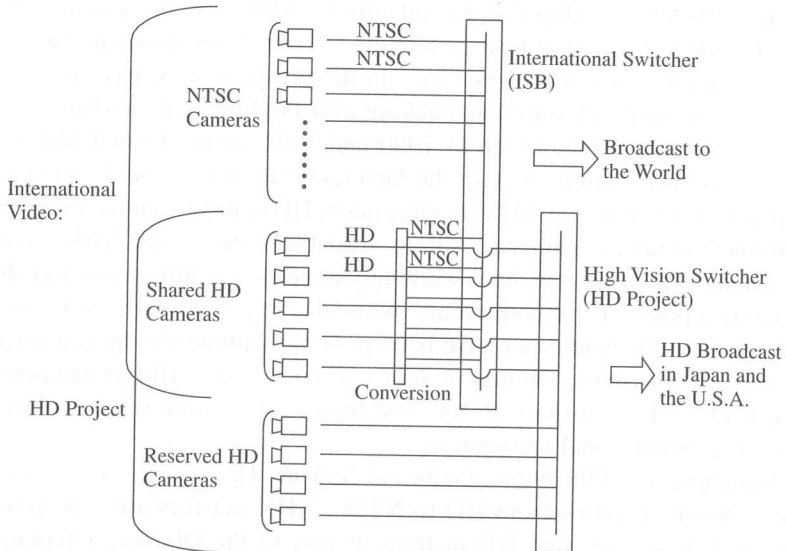 NTSC
NTSC
NTSC
Cameras
International Switcher
(ISB)
Broadcast to
the World
International
Video:
HD
NTSC
HD
NTSC
Shared HD
Cameras
High Vision Switcher
(HD Project)
HD Broadcast
in Japan and
the U.S.A.
Conversion
HD Project
Reserved HD
Cameras